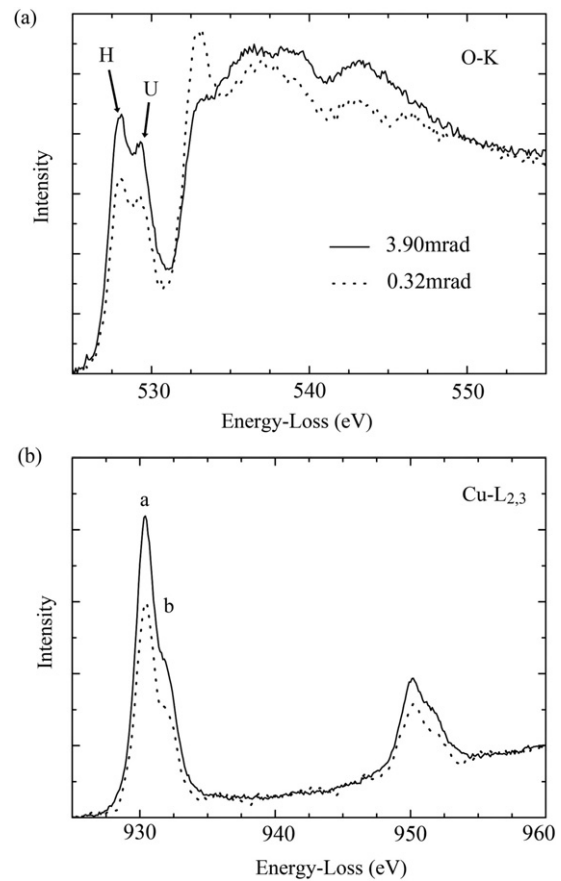 (a)
O-K
H
U
Intensity
3.90mrad
0.32mrad
530 540 550
Energy-Loss (eV)
(b)
Cu-L2,3
a
b
Intensity
930 940 950 960
Energy-Loss (eV)